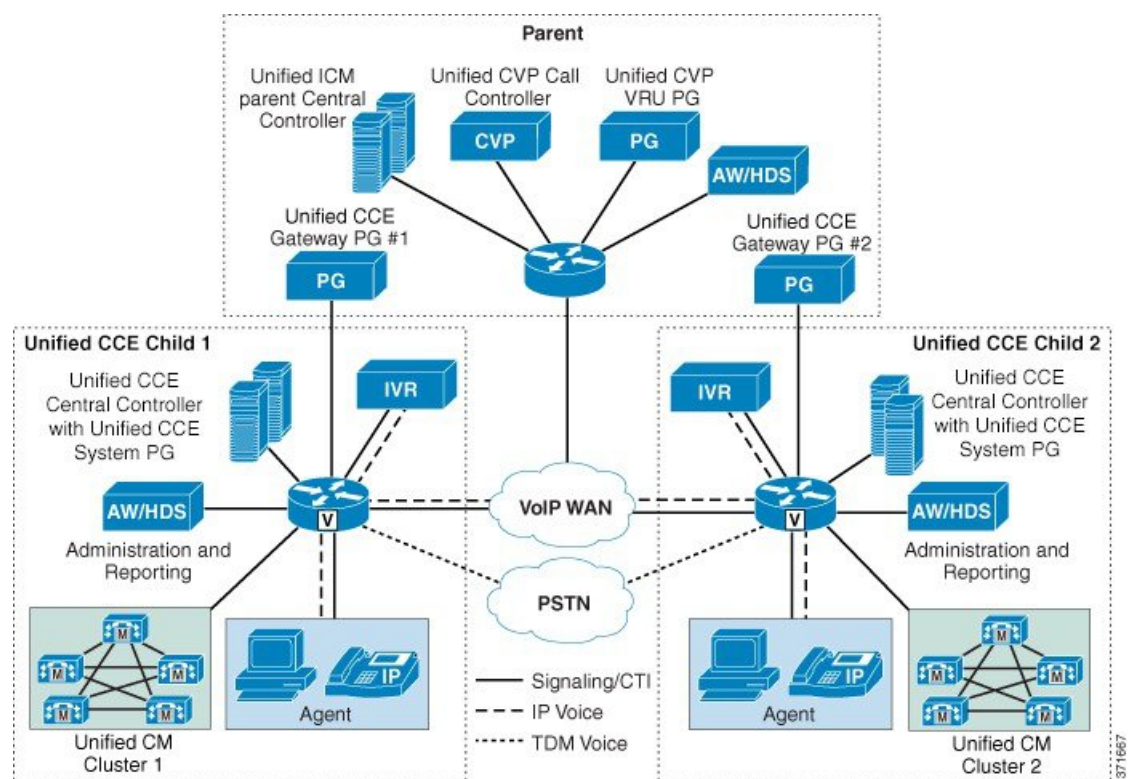 Parent
Unified ICM
parent Central
Controller
Unified CVP Call
Controller
Unified CVP
VRU PG
CVP
PG
AW/HDS
Unified CCE
Gateway PG #1
PG
Unified CCE
Gateway PG #2
PG
Unified CCE Child 1
Unified CCE
Central Controller
with Unified CCE
System PG
IVR
AW/HDS
Administration and
Reporting
V
M
M
M
M
M
Unified CM
Cluster 1
IP
Agent
VoIP WAN
PSTN
Signaling/CTI
IP Voice
TDM Voice
Unified CCE Child 2
IVR
Unified CCE
Central Controller
with Unified CCE
System PG
V
AW/HDS
Administration and
Reporting
IP
Agent
M
M
M
M
M
Unified CM
Cluster 2
371667